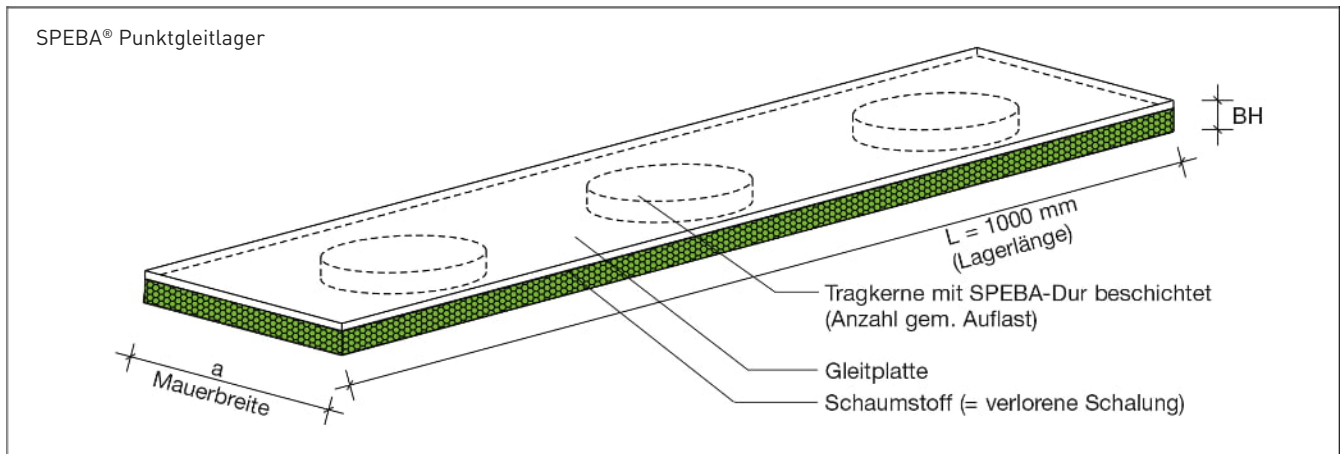 SPEBA® Punktgleitlager
BH
L = 1000 mm
(Lagerlänge)
Tragkerne mit SPEBA-Dur beschichtet
(Anzahl gem. Auflast)
Gleitplatte
Schaumstoff (= verlorene Schalung)
a
Mauerbreite